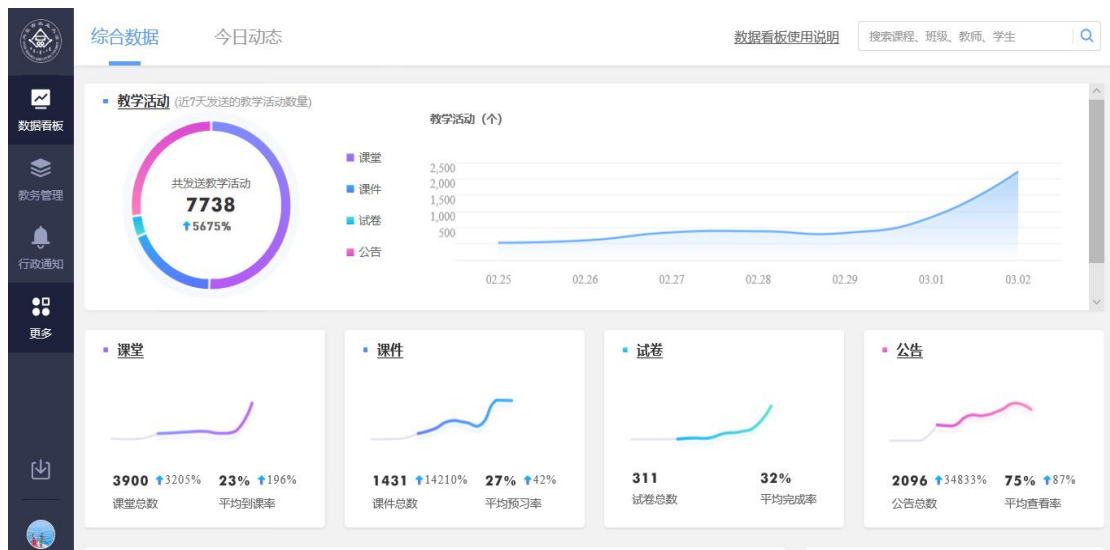 综合数据
今日动态
数据看板使用说明
搜索课程、班级、教师、学生
数据看板
教务管理
行政通知
更多
教学活动 (近7天发送的教学活动数量)
共发送教学活动
7738
5675%
课堂
课件
试卷
公告
教学活动（个）
2,500
2,000
1,500
1,000
500
02.25 02.26 02.27 02.28 02.29 03.01 03.02
课堂
3900 3205% 23% 196%
课堂总数 平均到课率
课件
1431 14210% 27% 42%
课件总数 平均预习率
试卷
311 32%
试卷总数 平均完成率
公告
2096 34833% 75% 87%
公告总数 平均查看率